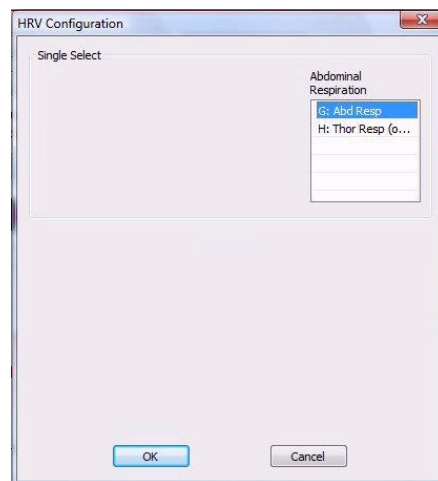 HRV Configuration
Single Select
Abdominal
Respiration
G: Abd Resp
H: Thor Resp (o...
OK
Cancel